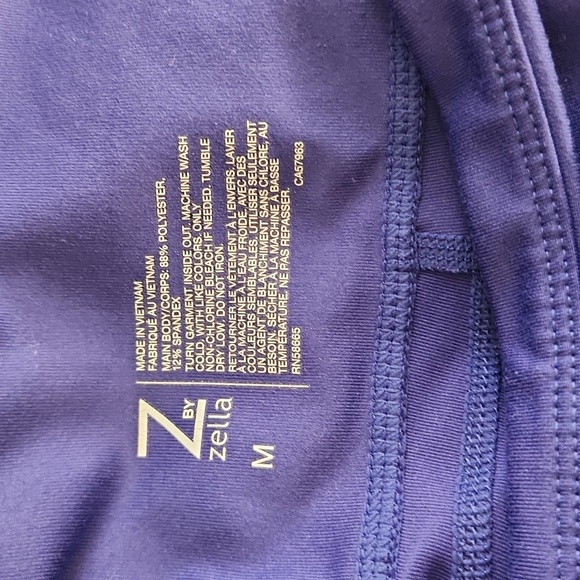 Z BY
zella
M
MADE IN VIETNAM
FABRIQUÉ AU VIETNAM
MAIN BODY/CORPS: 88% POLYESTER,
12% SPANDEX
TURN GARMENT INSIDE OUT. MACHINE WASH
COLD, WITH LIKE COLORS, ONLY
NON-CHLORINE BLEACH IF NEEDED. TUMBLE
DRY LOW. DO NOT IRON.
RETOURNER LE VÊTEMENT À L'ENVERS. LAVER
À LA MACHINE À L'EAU FROIDE, AVEC DES
COULEURS SEMBLABLES. UTILISER SEULEMENT
UN AGENT DE BLANCHIMENT SANS CHLORE, AU
BESOIN. SÉCHER À LA MACHINE À BASSE
TEMPÉRATURE. NE PAS REPASSER.
RN56665 CA57963